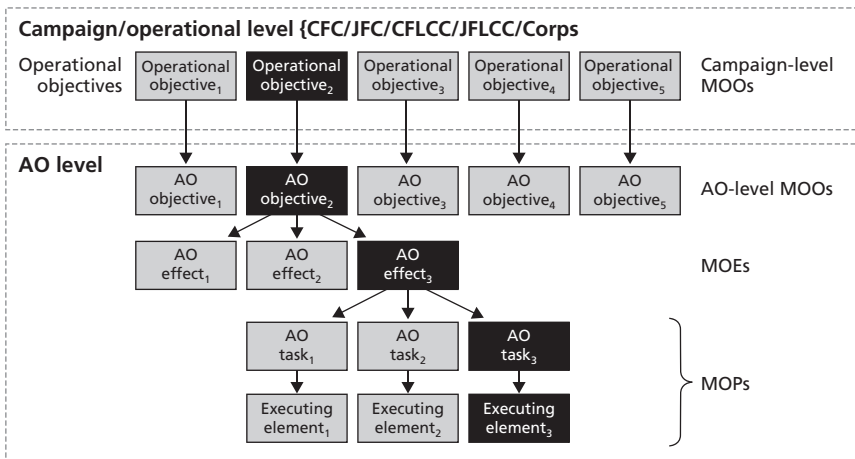 Campaign/operational level {CFC/JFC/CFLCC/JFLCC/Corps
Operational
objectives
Operational
objective₁
Operational
objective₂
Operational
objective₃
Operational
objective₄
Operational
objective₅
Campaign-level
MOOs
AO level
AO
objective₁
AO
objective₂
AO
objective₃
AO
objective₄
AO
objective₅
AO-level MOOs
AO
effect₁
AO
effect₂
AO
effect₃
MOEs
AO
task₁
AO
task₂
AO
task₃
MOPs
Executing
element₁
Executing
element₂
Executing
element₃